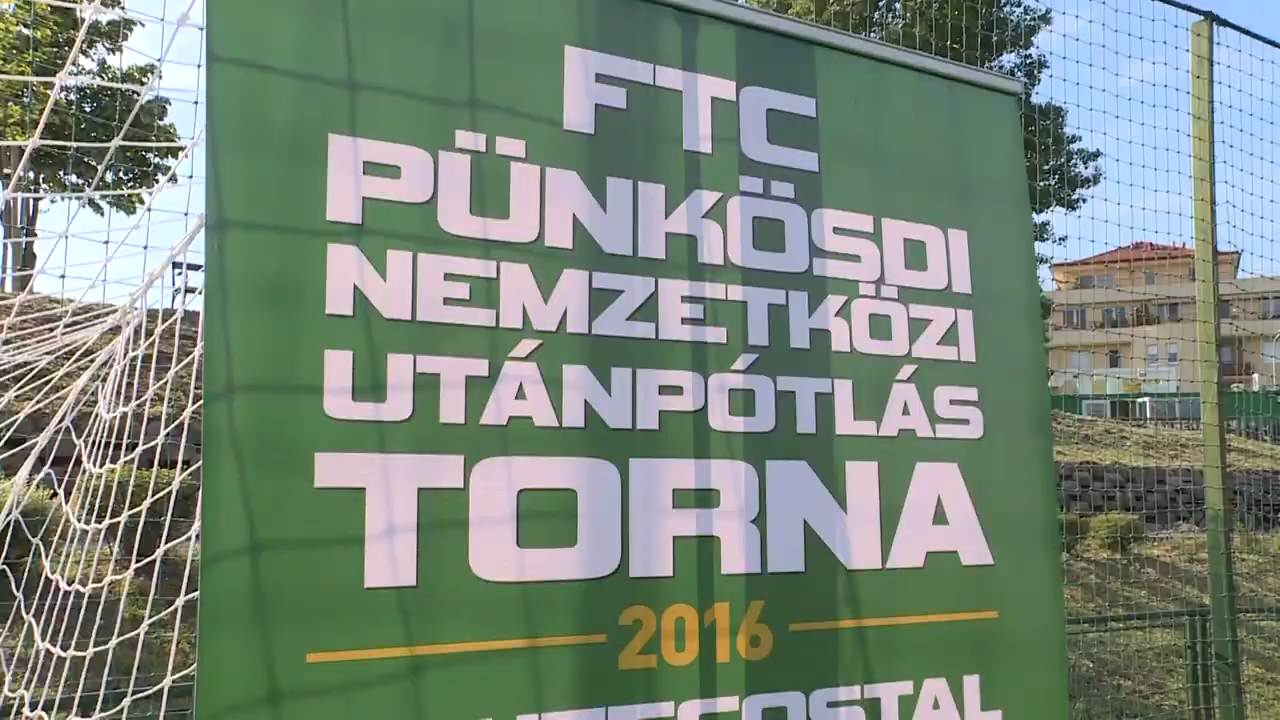 FTC
PÜNKÖSDI
NEMZETKÖZI
UTÁNPÓTLÁS
TORNA
2016